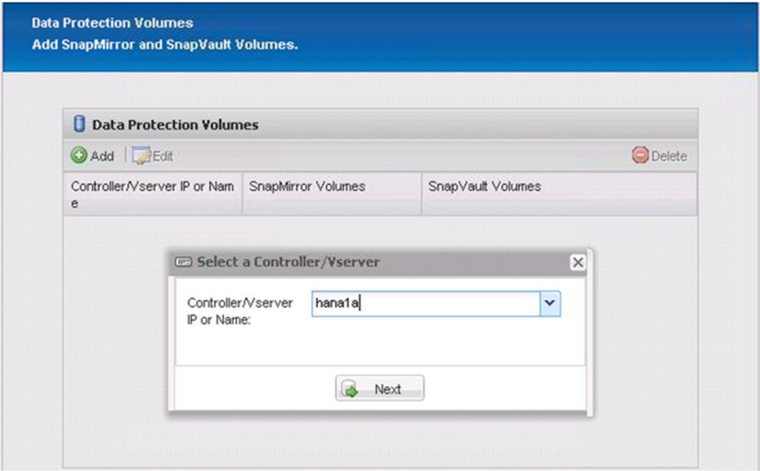 Data Protection Volumes
Add SnapMirror and SnapVault Volumes.
Data Protection Volumes
Add Edit Delete
Controller/Vserver IP or Nam SnapMirror Volumes SnapVault Volumes
e
Select a Controller/Vserver
Controller/Vserver hana1a
IP or Name:
Next